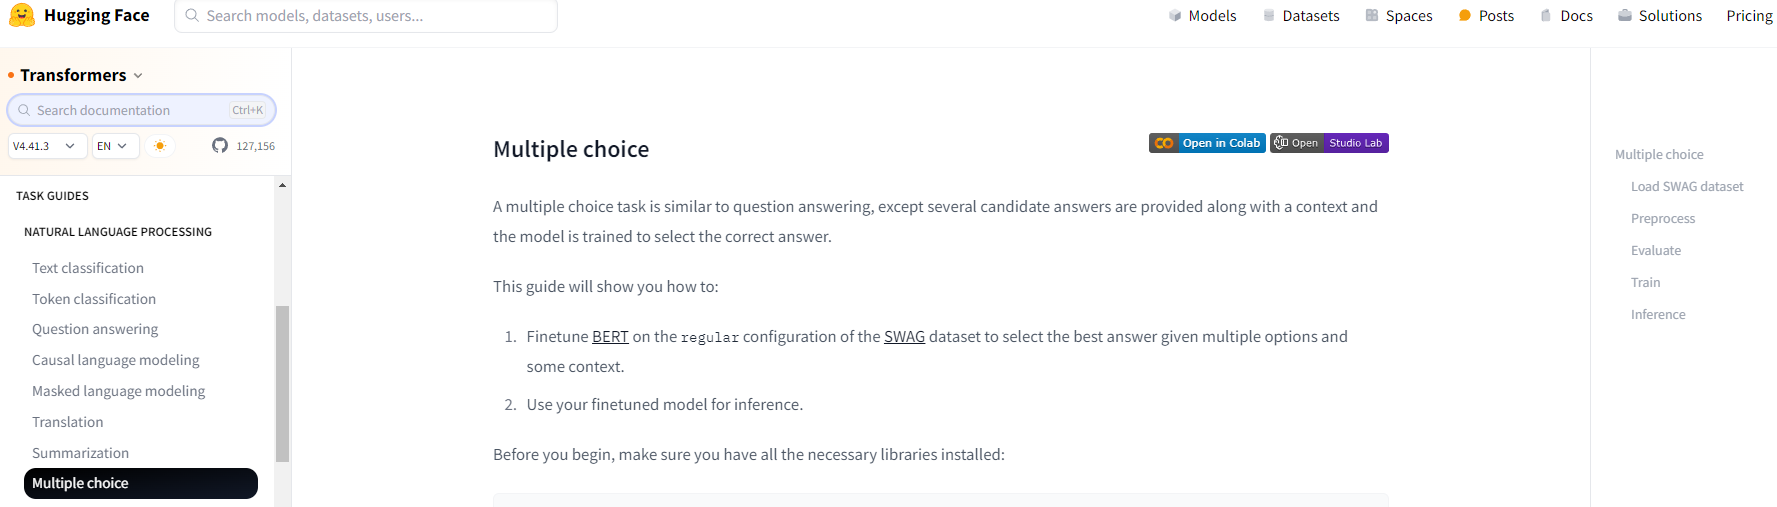 Hugging Face
Search models, datasets, users...
Models
Datasets
Spaces
Posts
Docs
Solutions
Pricing
Transformers
Search documentation
Ctrl+K
V4.41.3
EN
127,156
TASK GUIDES
NATURAL LANGUAGE PROCESSING
Text classification
Token classification
Question answering
Causal language modeling
Masked language modeling
Translation
Summarization
Multiple choice
Multiple choice
Open in Colab
Open Studio Lab
A multiple choice task is similar to question answering, except several candidate answers are provided along with a context and
the model is trained to select the correct answer.
This guide will show you how to:
1. Finetune BERT on the regular configuration of the SWAG dataset to select the best answer given multiple options and
some context.
2. Use your finetuned model for inference.
Before you begin, make sure you have all the necessary libraries installed:
Multiple choice
Load SWAG dataset
Preprocess
Evaluate
Train
Inference